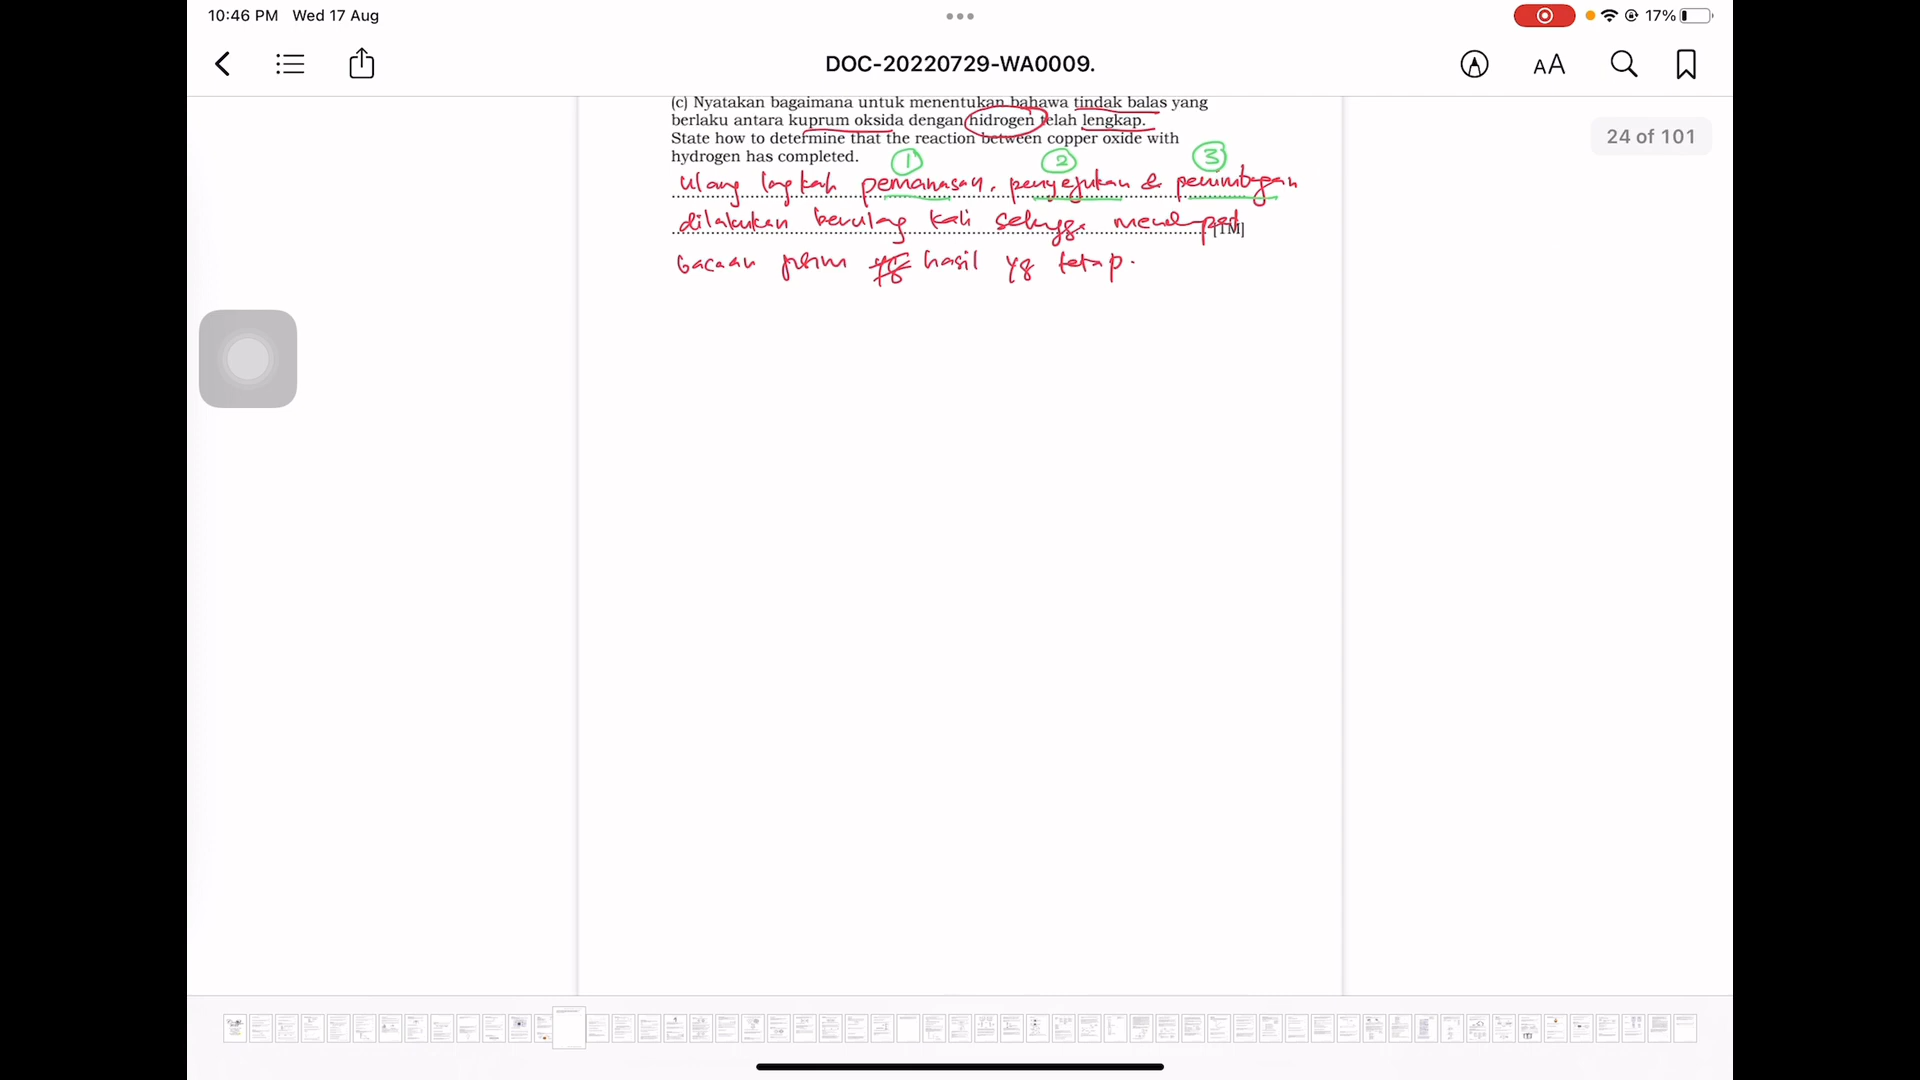 10:46 PM Wed 17 Aug
17%
DOC-20220729-WA0009.
AA
24 of 101
(c) Nyatakan bagaimana untuk menentukan bahawa tindak balas yang
berlaku antara kuprum oksida dengan hidrogen telah lengkap.
State how to determine that the reaction between copper oxide with
hydrogen has completed.
1 2 3
Ulang langkah pemanasan, penyejukan & penimbangan
dilakukan berulang kali sehingga mendapat
[1M]
bacaan jisim hasil yg tetap.